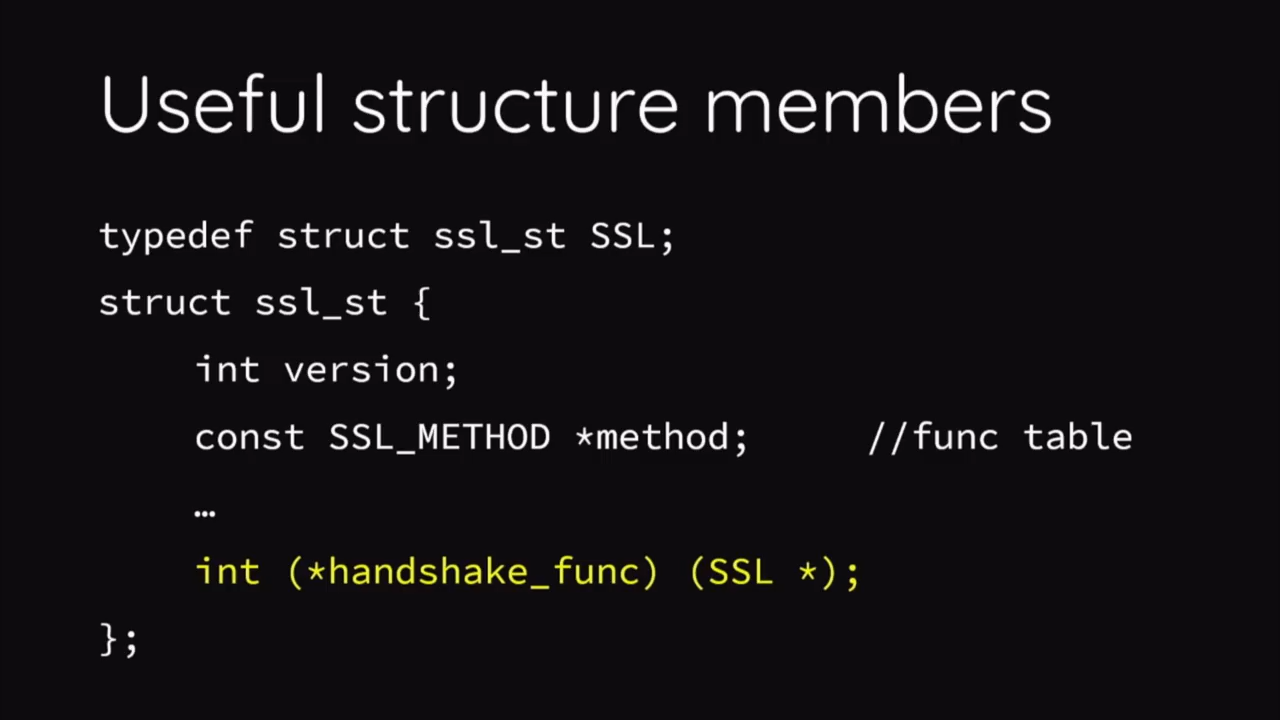 Useful structure members
typedef struct ssl_st SSL;
struct ssl_st {
int version;
const SSL_METHOD *method; //func table
…
int (*handshake_func) (SSL *);
};